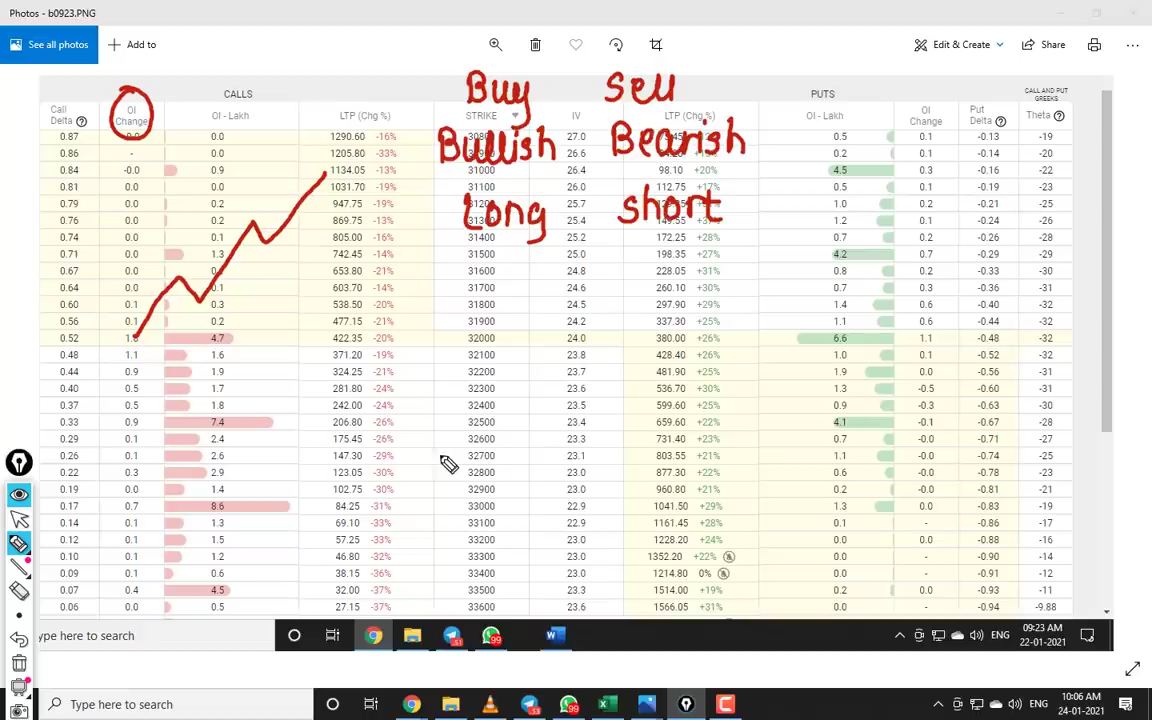 Photos - b0923.PNG
See all photos Add to Edit & Create Share
CALLS Buy Sell PUTS CALL AND PUT GREEKS
Call Delta OI Change OI - Lakh LTP (Chg %) STRIKE IV LTP (Chg %) OI - Lakh OI Change Put Delta Theta
Bullish Bearish
Long short
0.87 0.0 1290.60 -16% 27.0 0.5 0.1 -0.13 -19
0.86 - 0.0 1205.80 -33% 26.6 0.2 0.1 -0.14 -20
0.84 -0.0 0.9 1134.05 -13% 31000 26.4 98.10 +20% 4.5 0.3 -0.16 -22
0.81 0.0 0.2 1031.70 -19% 31100 26.0 112.75 0.5 0.1 -0.19 -23
0.79 0.0 0.2 947.75 -19% 25.7 1.0 0.2 -0.21 -25
0.76 0.0 0.2 869.75 -13% 25.5 1.2 0.1 -0.24 -26
0.74 0.0 0.1 805.00 -16% 31400 25.2 172.25 +28% 0.7 0.2 -0.26 -28
0.71 0.0 1.3 742.45 -14% 31500 25.0 198.35 +27% 4.2 0.7 -0.29 -29
0.67 0.0 653.80 -21% 31600 24.8 228.05 +31% 0.8 0.2 -0.33 -30
0.64 0.0 0.1 603.70 -14% 31700 24.6 260.10 +30% 0.7 0.3 -0.36 -31
0.60 0.1 0.3 538.50 -20% 31800 24.5 297.90 +29% 1.4 0.6 -0.40 -32
0.56 0.1 0.2 477.15 -21% 31900 24.2 337.30 +25% 1.1 0.6 -0.44 -32
0.52 4.7 422.35 -20% 32000 24.0 380.00 +26% 6.6 1.1 -0.48 -32
0.48 1.1 1.6 371.20 -19% 32100 23.8 428.40 +26% 1.0 0.1 -0.52 -32
0.44 0.9 1.9 324.25 -21% 32200 23.7 481.90 +25% 1.9 0.0 -0.56 -31
0.40 0.5 1.7 281.80 -24% 32300 23.6 536.70 +30% 1.3 -0.5 -0.60 -31
0.37 0.5 1.8 242.00 -24% 32400 23.5 599.60 +25% 0.9 -0.3 -0.63 -30
0.33 0.9 7.4 206.80 -26% 32500 23.4 659.60 +22% 4.1 -0.1 -0.67 -28
0.29 0.1 2.4 175.45 -26% 32600 23.3 731.40 +23% 0.7 -0.0 -0.71 -27
0.26 0.1 2.6 147.30 -29% 32700 23.1 803.55 +21% 1.1 -0.0 -0.74 -25
0.22 0.3 2.9 123.05 -30% 32800 23.0 877.30 +22% 0.6 -0.0 -0.78 -23
0.19 0.0 1.4 102.75 -30% 32900 23.0 960.80 +21% 0.2 -0.0 -0.81 -21
0.17 0.7 8.6 84.25 -31% 33000 22.9 1041.50 +29% 1.3 0.0 -0.83 -19
0.14 0.1 1.3 69.10 -33% 33100 22.9 1161.45 +28% 0.1 - -0.86 -17
0.12 0.1 1.5 57.25 -33% 33200 23.0 1228.20 +24% 0.0 0.0 -0.88 -16
0.10 0.1 1.2 46.80 -32% 33300 23.0 1352.20 +22% 0.0 - -0.90 -14
0.09 0.1 0.6 38.15 -36% 33400 23.0 1214.80 0% 0.0 - -0.91 -12
0.07 0.4 4.5 32.00 -37% 33500 23.3 1514.00 +19% 0.2 0.0 -0.93 -11
0.06 0.0 0.5 27.15 -37% 33600 23.6 1566.05 +31% 0.0 - -0.94 -9.88
ype here to search 51 99 ENG 09:23 AM
22-01-2021
Type here to search 99 ENG 10:06 AM
24-01-2021